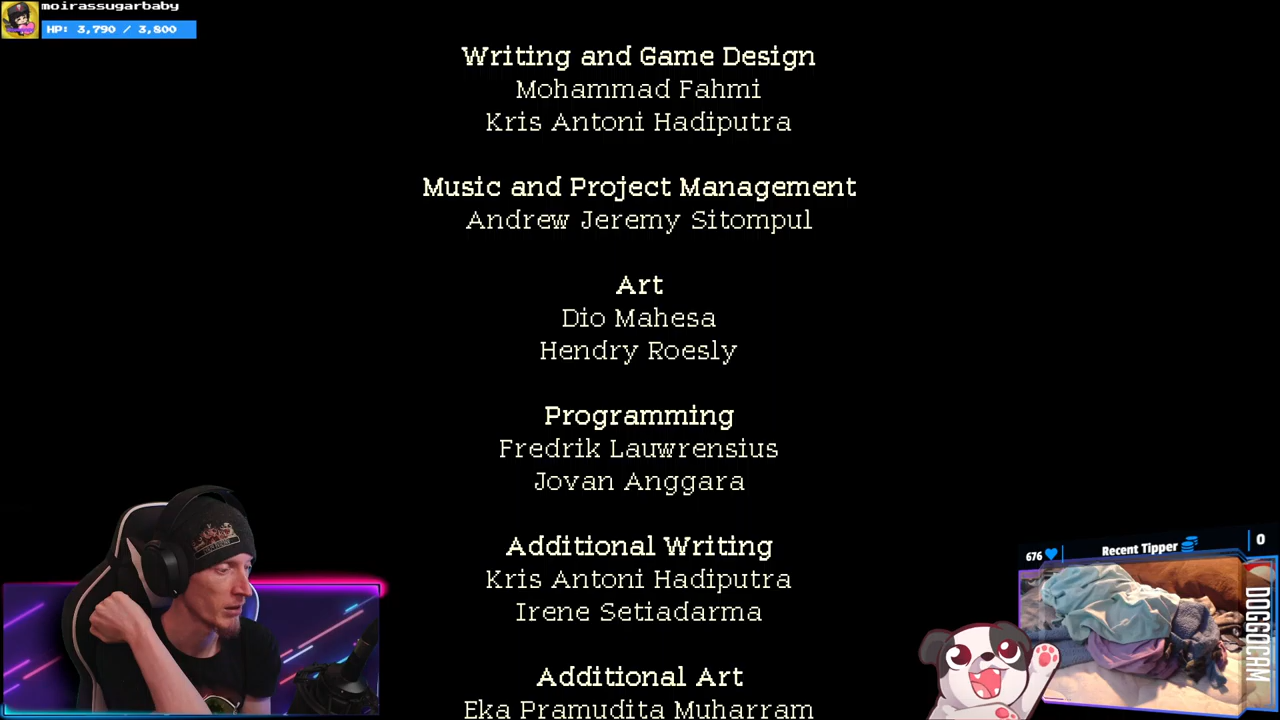 moirassugarbaby
HP: 3,790 / 3,800
Writing and Game Design
Mohammad Fahmi
Kris Antoni Hadiputra
Music and Project Management
Andrew Jeremy Sitompul
Art
Dio Mahesa
Hendry Roesly
Programming
Fredrik Lauwrensius
Jovan Anggara
Additional Writing
Kris Antoni Hadiputra
Irene Setiadarma
Additional Art
Eka Pramudita Muharram
676
Recent Tipper
0
DOGGOCAM